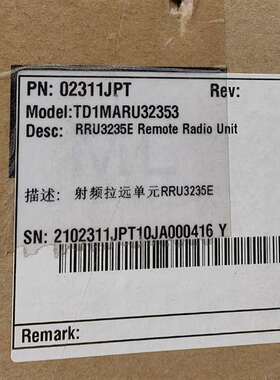 PN: 02311JPT Rev:
Model:TD1MARU32353
Desc: RRU3235E Remote Radio Unit
描述: 射频拉远单元RRU3235E
SN: 2102311JPT10JA000416 Y
Remark: